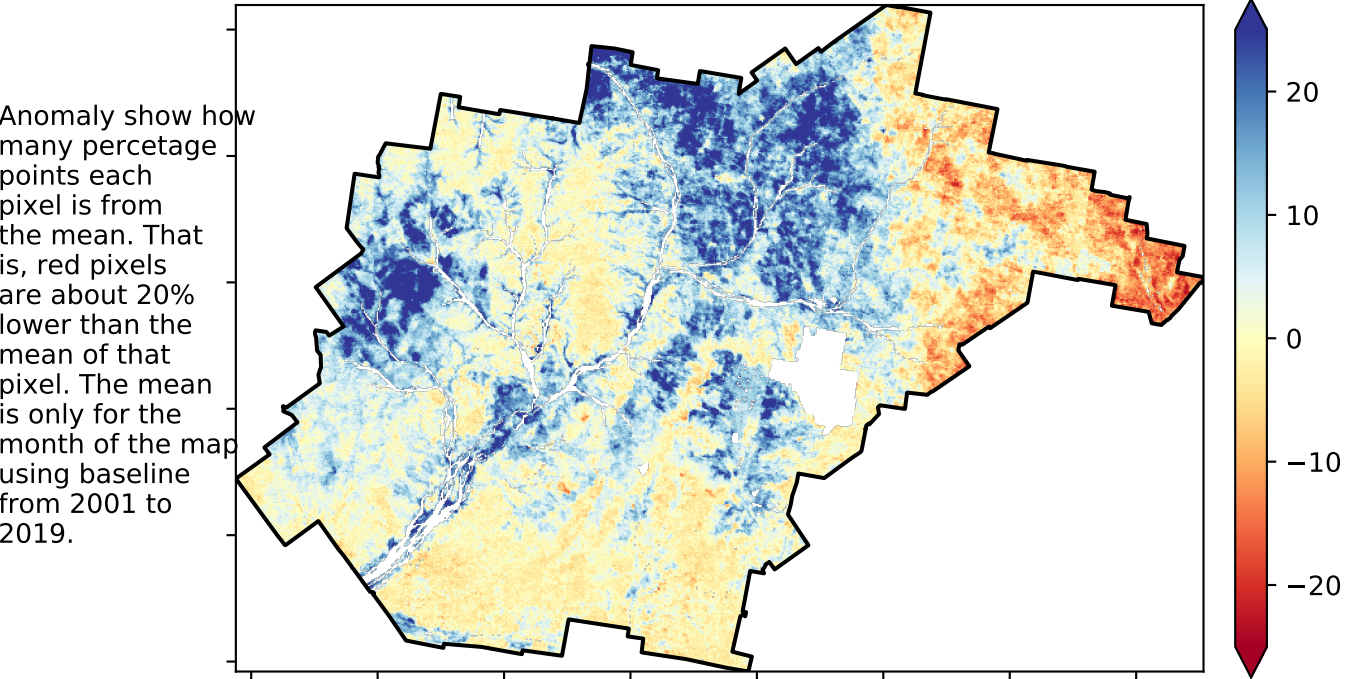 Anomaly show how
many percetage
points each
pixel is from
the mean. That
is, red pixels
are about 20%
lower than the
mean of that
pixel. The mean
is only for the
month of the map
using baseline
from 2001 to
2019.
20
10
0
−10
−20